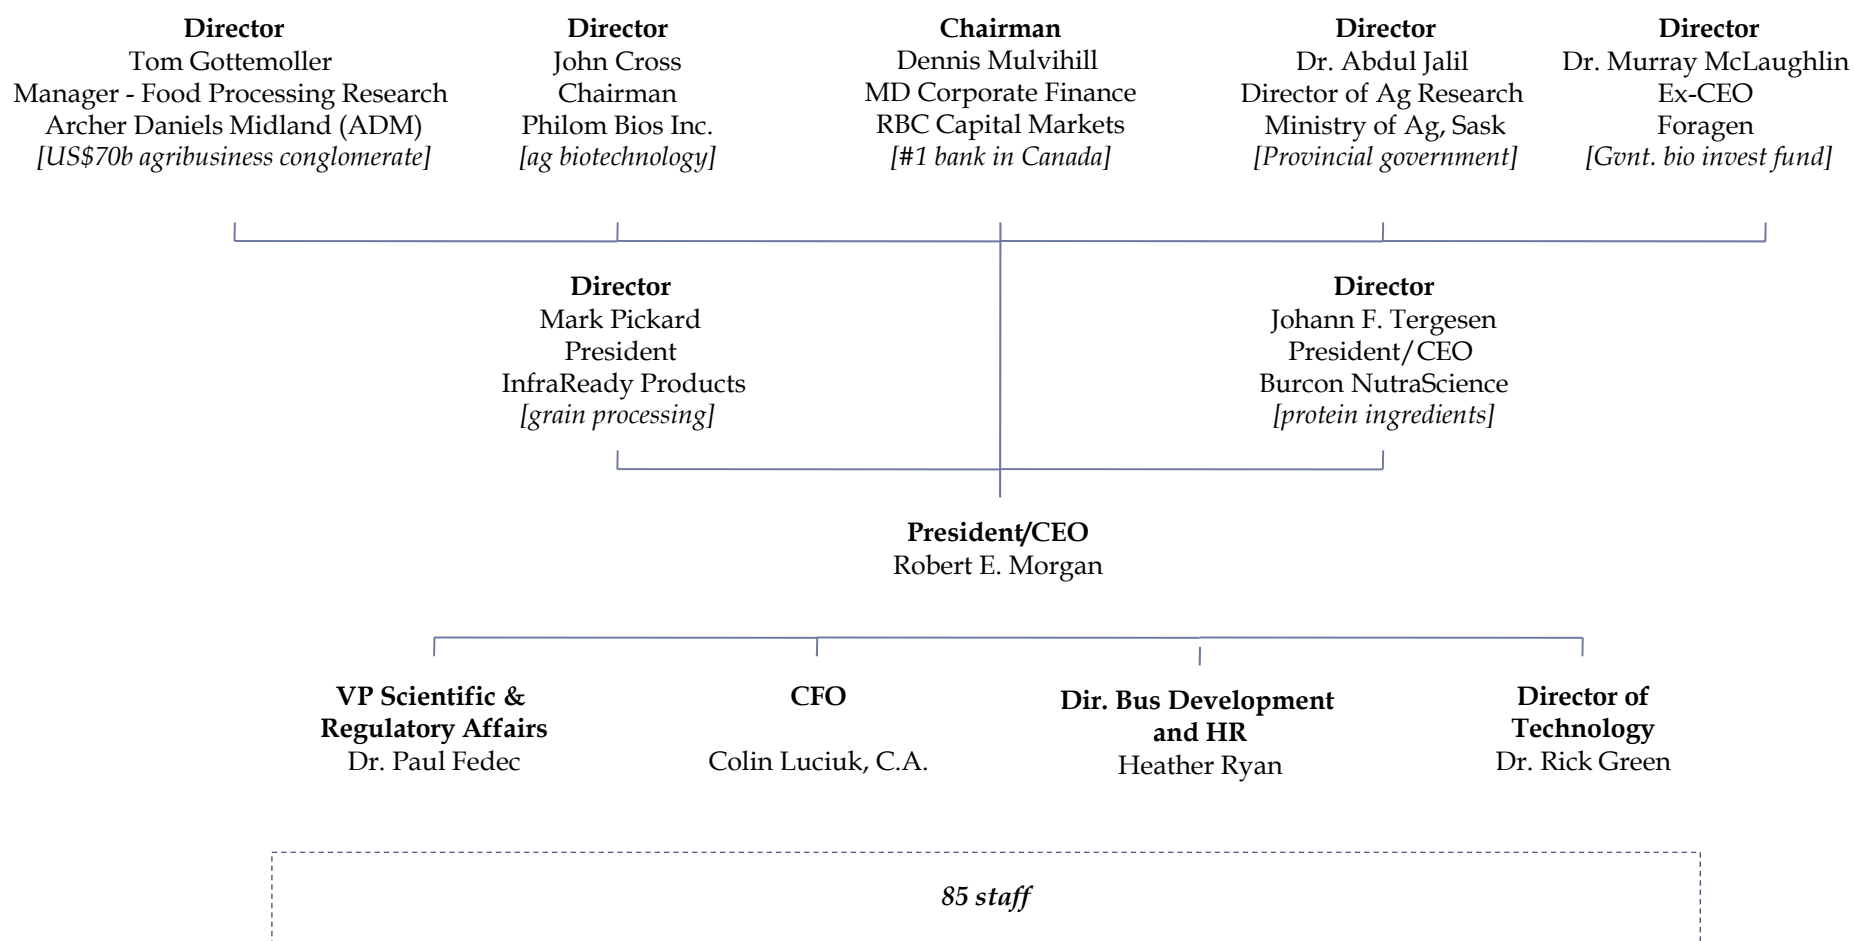 Director
Tom Gottemoller
Manager - Food Processing Research
Archer Daniels Midland (ADM)
[US$70b agribusiness conglomerate]
Director
John Cross
Chairman
Philom Bios Inc.
[ag biotechnology]
Chairman
Dennis Mulvihill
MD Corporate Finance
RBC Capital Markets
[#1 bank in Canada]
Director
Dr. Abdul Jalil
Director of Ag Research
Ministry of Ag, Sask
[Provincial government]
Director
Dr. Murray McLaughlin
Ex-CEO
Foragen
[Gvnt. bio invest fund]
Director
Mark Pickard
President
InfraReady Products
[grain processing]
Director
Johann F. Tergesen
President/CEO
Burcon NutraScience
[protein ingredients]
President/CEO
Robert E. Morgan
VP Scientific &
Regulatory Affairs
Dr. Paul Fedec
CFO
Colin Luciuk, C.A.
Dir. Bus Development
and HR
Heather Ryan
Director of
Technology
Dr. Rick Green
85 staff